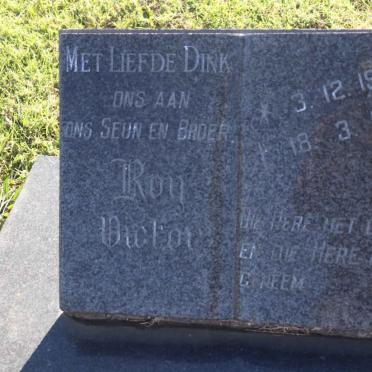 MET LIEFDE DINK
ONS AAN
ONS SEUN EN BROER
Roy
Victor
* 3.12.19
† 18.3.
DIE HERE HET
EN DIE HERE
GENEEM